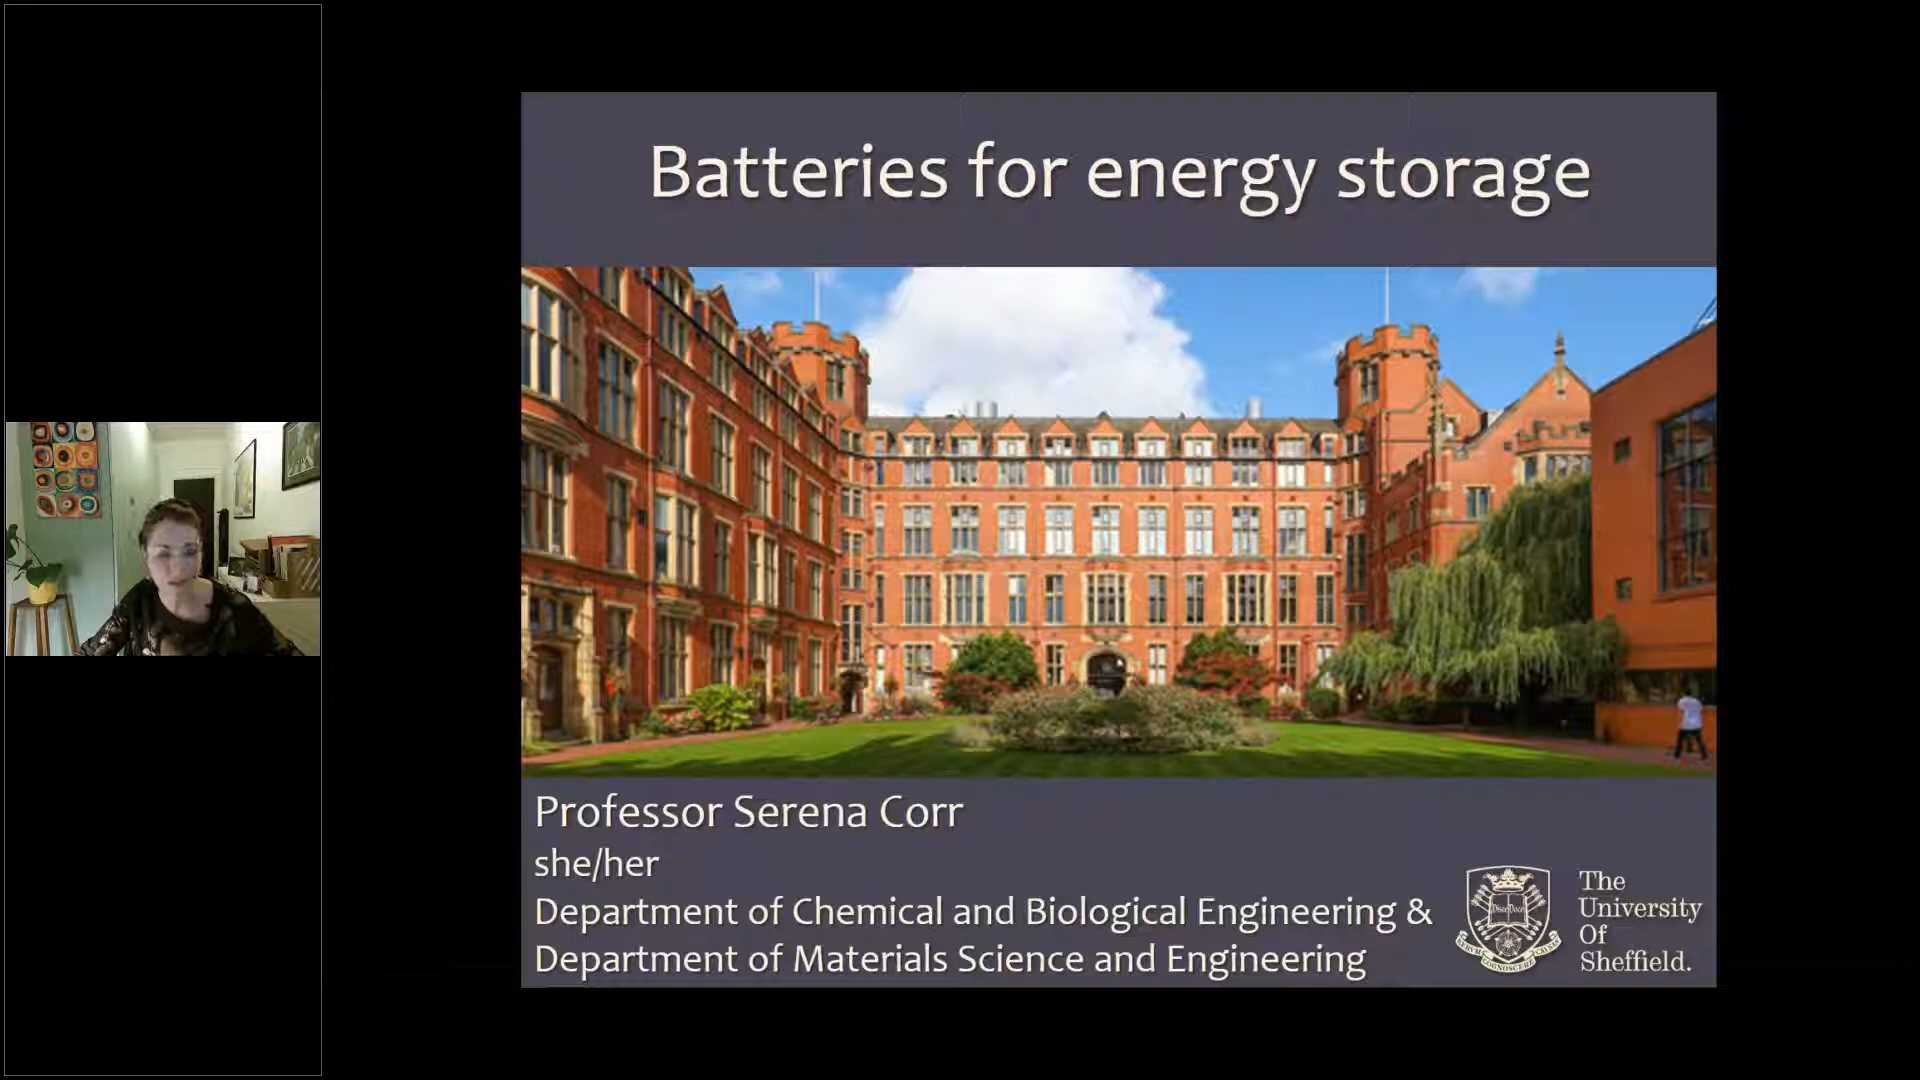 Batteries for energy storage
Professor Serena Corr
she/her
Department of Chemical and Biological Engineering &
Department of Materials Science and Engineering
The
University
Of
Sheffield.